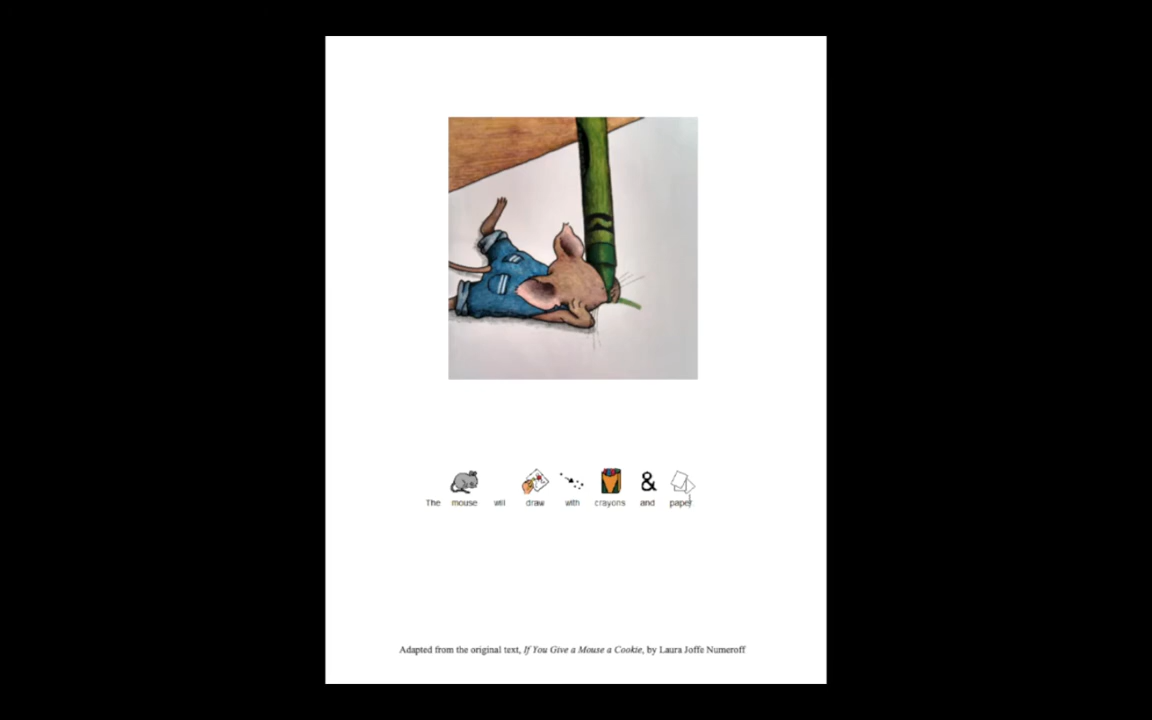 The mouse will draw with crayons & and paper
Adapted from the original text, If You Give a Mouse a Cookie, by Laura Joffe Numeroff